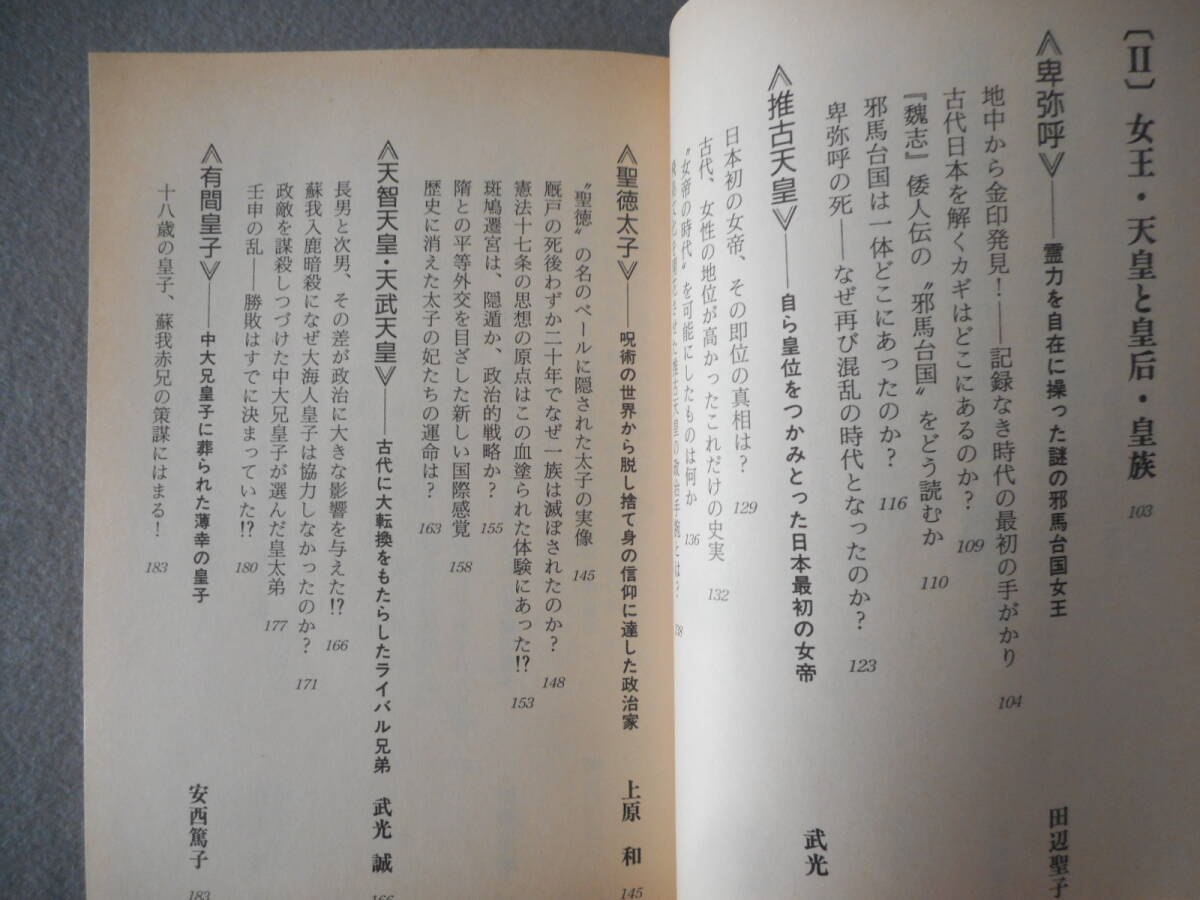 〔Ⅱ〕 女王・天皇と皇后・皇族 103
《卑弥呼》――霊力を自在に操った謎の邪馬台国女王 田辺聖子
地中から金印発見！――記録なき時代の最初の手がかり 104
古代日本を解くカギはどこにあるのか？ 109
『魏志』倭人伝の〝邪馬台国〟をどう読むか 110
邪馬台国は一体どこにあったのか？ 116
卑弥呼の死――なぜ再び混乱の時代となったのか？ 123
《推古天皇》――自ら皇位をつかみとった日本最初の女帝 武光
日本初の女帝、その即位の真相は？ 129
古代、女性の地位が高かったこれだけの史実 132
〝女帝の時代〟を可能にしたものは何か 136
文化を開花させた推古天皇の政治手腕とは？ 138
《聖徳太子》――呪術の世界から脱し捨て身の信仰に達した政治家 上原 和 145
〝聖徳〟の名のベールに隠された太子の実像 145
厩戸の死後わずか二十年でなぜ一族は滅ぼされたのか？ 148
憲法十七条の思想の原点はこの血塗られた体験にあった!? 153
斑鳩遷宮は、隠遁か、政治的戦略か？ 155
隋との平等外交を目ざした新しい国際感覚 158
歴史に消えた太子の妃たちの運命は？ 163
《天智天皇・天武天皇》――古代に大転換をもたらしたライバル兄弟 武光 誠 166
長男と次男、その差が政治に大きな影響を与えた!? 166
蘇我入鹿暗殺になぜ大海人皇子は協力しなかったのか？ 171
政敵を謀殺しつづけた中大兄皇子が選んだ皇太弟 177
壬申の乱――勝敗はすでに決まっていた!? 180
《有間皇子》――中大兄皇子に葬られた薄幸の皇子 安西篤子 183
十八歳の皇子、蘇我赤兄の策謀にはまる！ 183